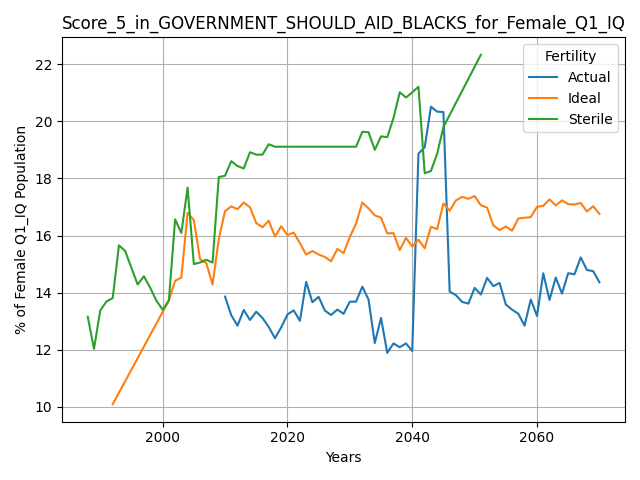 Score_5_in_GOVERNMENT_SHOULD_AID_BLACKS_for_Female_Q1_IQ
% of Female Q1_IQ Population
22
20
18
16
14
12
10
Fertility
Actual
Ideal
Sterile
2000
2020
2040
2060
Years